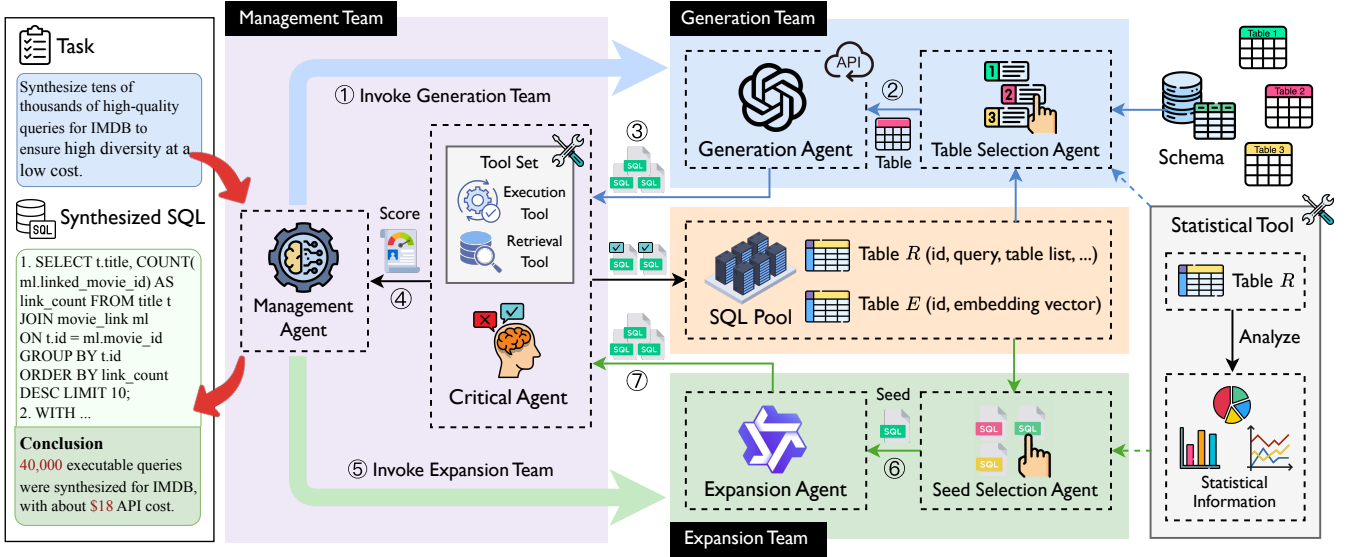 Task
Synthesize tens of
thousands of high-quality
queries for IMDB to
ensure high diversity at a
low cost.
SQL
Synthesized SQL
1. SELECT t.title, COUNT(
ml.linked_movie_id) AS
link_count FROM title t
JOIN movie_link ml
ON t.id = ml.movie_id
GROUP BY t.id
ORDER BY link_count
DESC LIMIT 10;
2. WITH ...
Conclusion
40,000 executable queries
were synthesized for IMDB,
with about $18 API cost.
Management Team
① Invoke Generation Team
Management
Agent
Score
④
Tool Set
Execution
Tool
Retrieval
Tool
Critical Agent
⑤ Invoke Expansion Team
③
SQL
SQL
SQL
SQL
SQL
SQL
SQL
SQL
⑦
Generation Team
API
Generation Agent
②
Table
1
2
3
Table Selection Agent
Schema
Table 1
Table 2
Table 3
SQL Pool
Table R (id, query, table list, ...)
Table E (id, embedding vector)
Expansion Agent
Seed
SQL
⑥
SQL
SQL
SQL
Seed Selection Agent
Expansion Team
Statistical Tool
Table R
Analyze
Statistical
Information